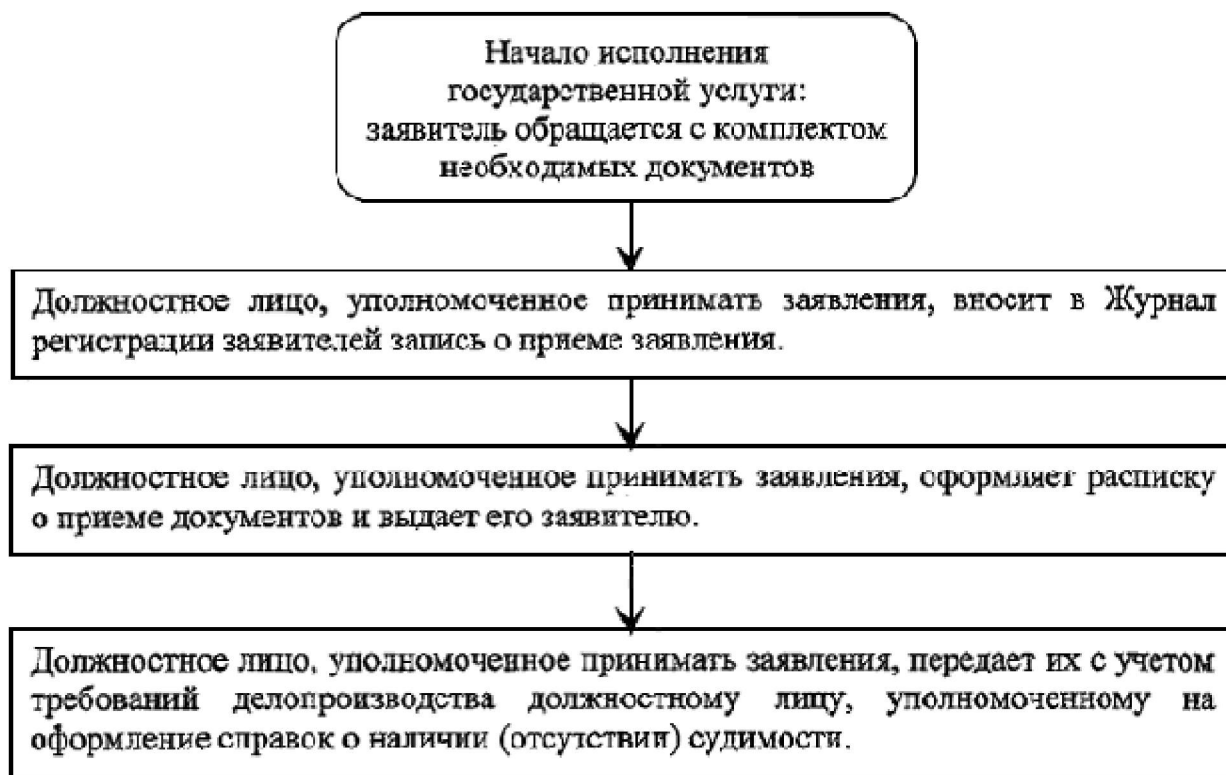 Начало исполнения
государственной услуги:
заявитель обращается с комплектом
необходимых документов
Должностное лицо, уполномоченное принимать заявления, вносит в Журнал
регистрации заявителей запись о приеме заявления.
Должностное лицо, уполномоченное принимать заявления, оформляет расписку
о приеме документов и выдает его заявителю.
Должностное лицо, уполномоченное принимать заявления, передает их с учетом
требований делопроизводства должностному лицу, уполномоченному на
оформление справок о наличии (отсутствии) судимости.